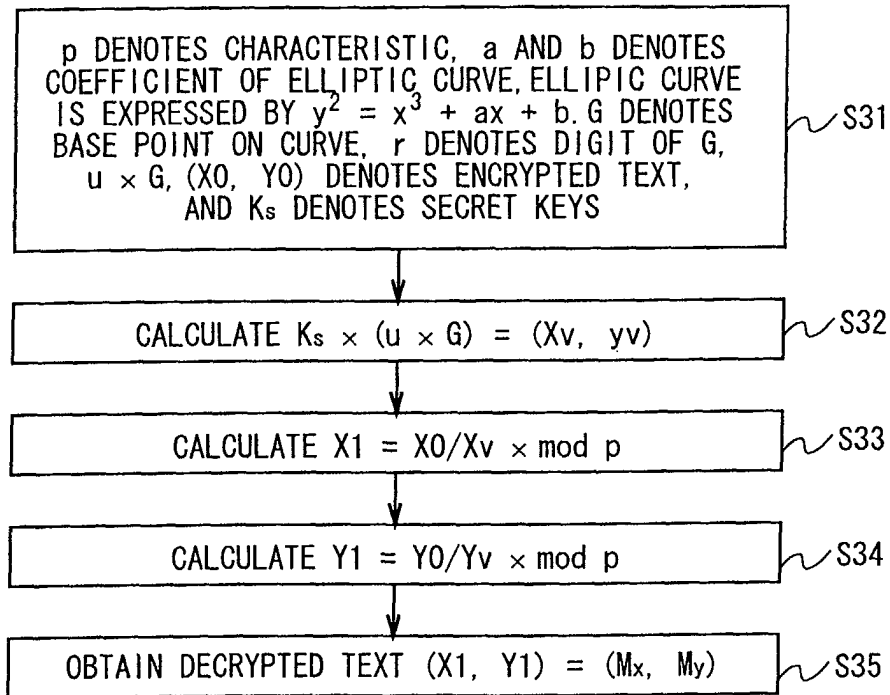 p DENOTES CHARACTERISTIC, a AND b DENOTES
COEFFICIENT OF ELLIPTIC CURVE, ELLIPIC CURVE
IS EXPRESSED BY y² = x³ + ax + b. G DENOTES
BASE POINT ON CURVE, r DENOTES DIGIT OF G,
u × G, (X0, Y0) DENOTES ENCRYPTED TEXT,
AND Ks DENOTES SECRET KEYS
S31
CALCULATE Ks × (u × G) = (Xv, yv)
S32
CALCULATE X1 = X0/Xv × mod p
S33
CALCULATE Y1 = Y0/Yv × mod p
S34
OBTAIN DECRYPTED TEXT (X1, Y1) = (Mx, My)
S35